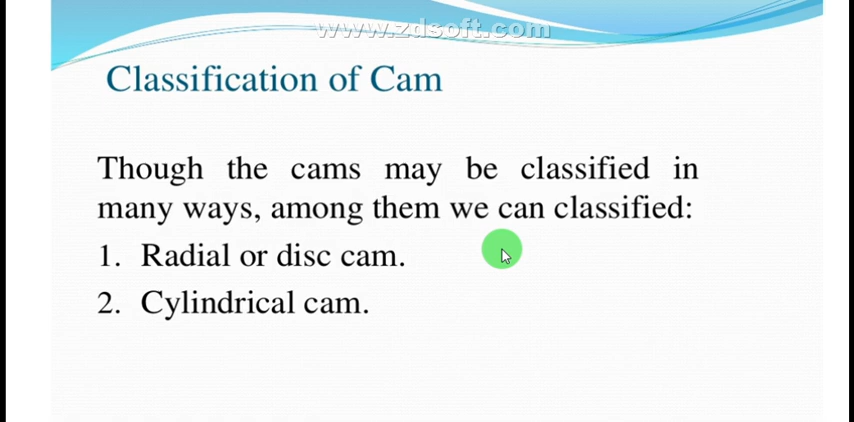 www.zdsoft.com
Classification of Cam
Though the cams may be classified in
many ways, among them we can classified:
1. Radial or disc cam.
2. Cylindrical cam.